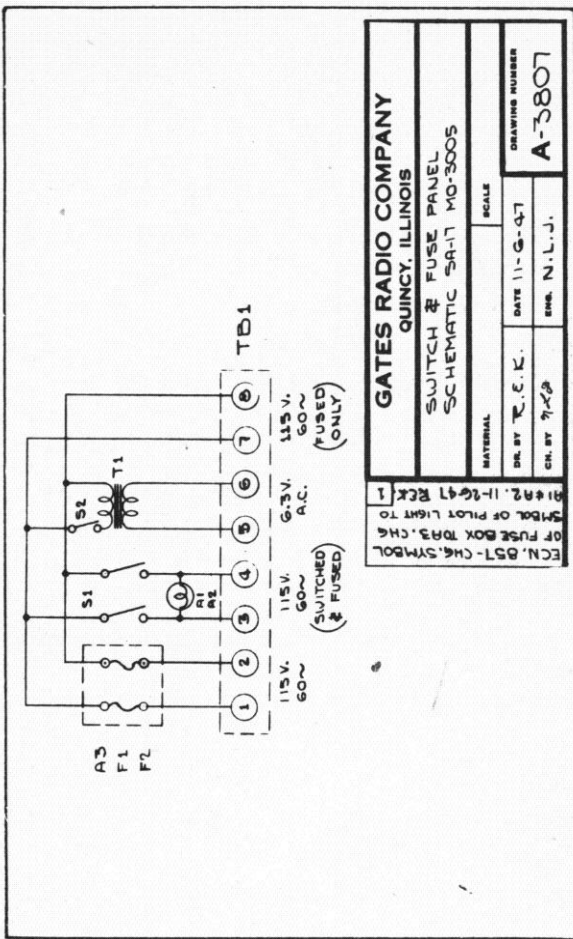 A3
F1
F2
S1
S2
T1
A1
A2
TB1
1 2 3 4 5 6 7 8
115 V.
60~
115 V.
60~
(SWITCHED
& FUSED)
6.3 V.
A.C.
115 V.
60~
(FUSED
ONLY)
ECN. 857 - CHG. SYMBOL
OF FUSE BOX TO A3. CHG
SYMBOL OF PILOT LIGHT TO
A1 & A2. 11-26-47 REK
1
GATES RADIO COMPANY
QUINCY, ILLINOIS
SWITCH & FUSE PANEL
SCHEMATIC SA-17 MO-3005
MATERIAL
SCALE
DR. BY R.E.K.
DATE 11-6-47
DRAWING NUMBER
A-3807
CH. BY
ENG. N.L.J.